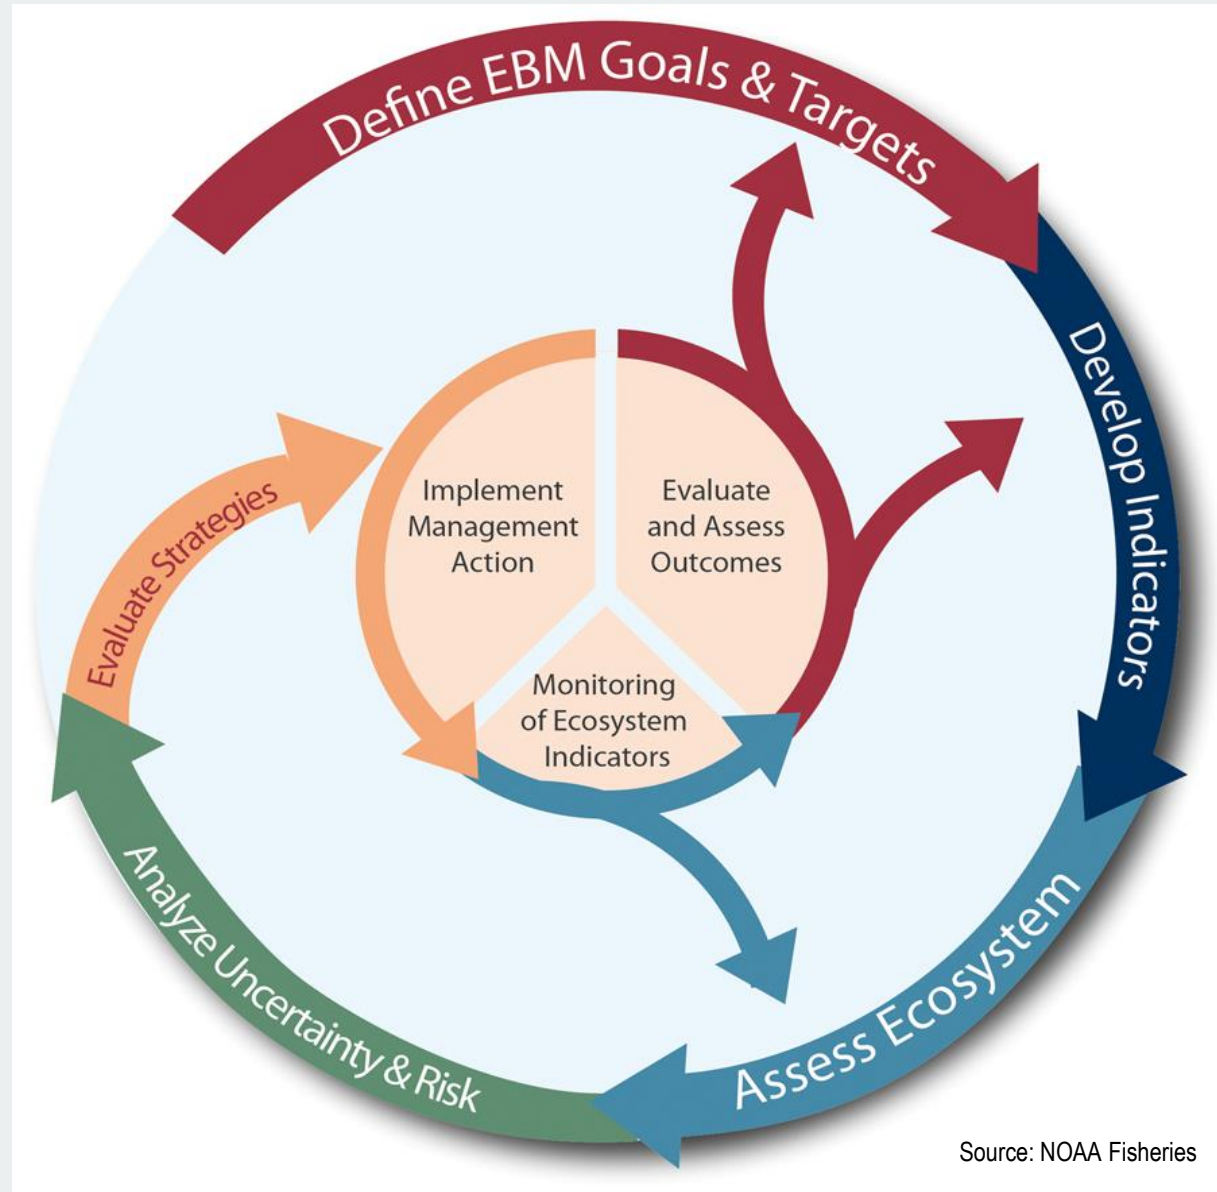 Define EBM Goals & Targets
Develop Indicators
Assess Ecosystem
Analyze Uncertainty & Risk
Evaluate Strategies
Implement
Management
Action
Evaluate
and Assess
Outcomes
Monitoring
of Ecosystem
Indicators
Source: NOAA Fisheries